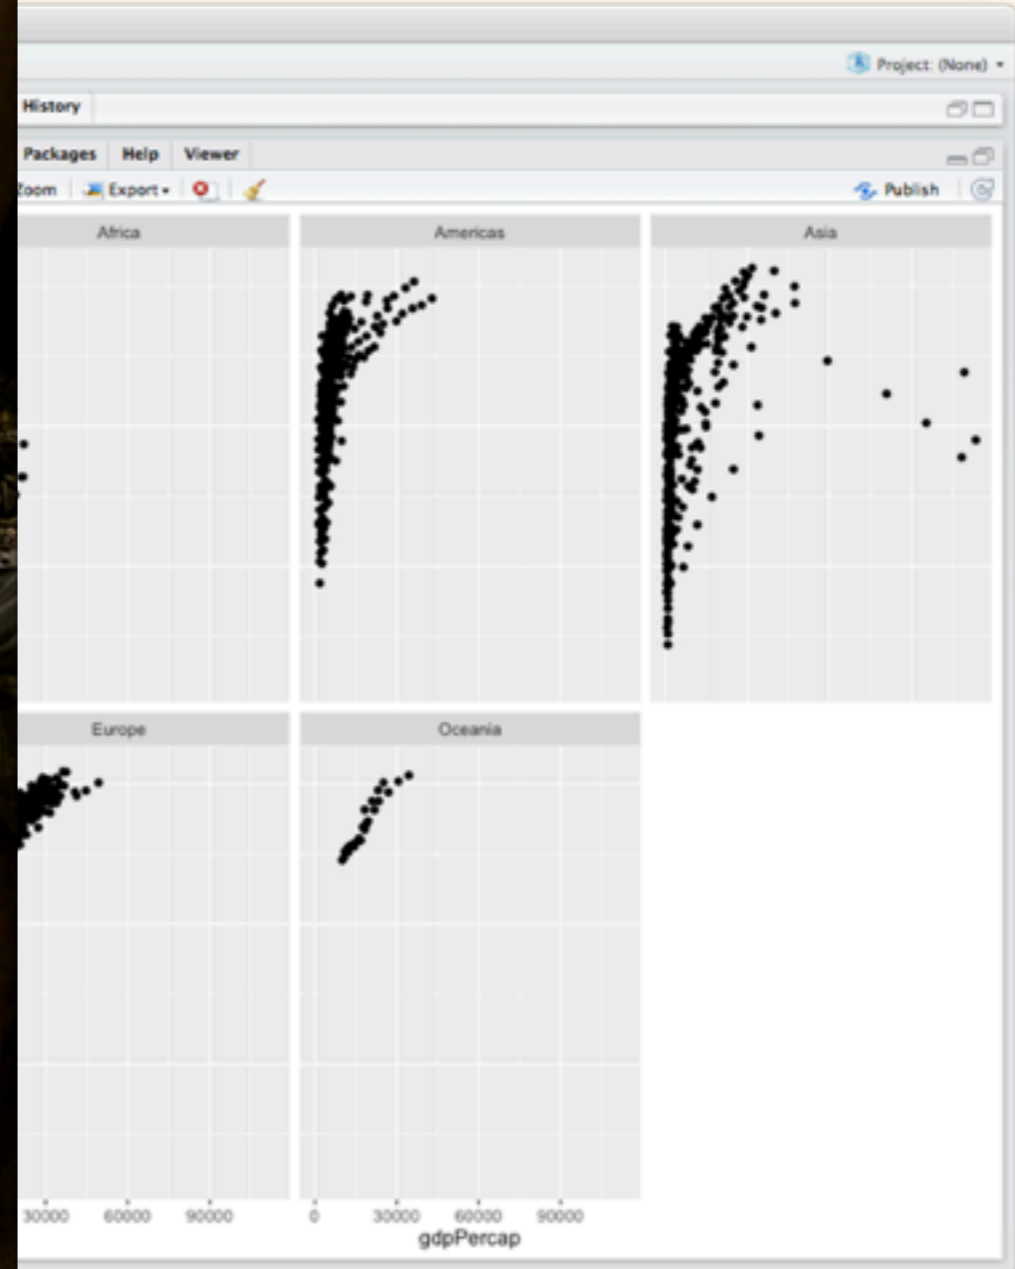 Project: (None)
History
Packages Help Viewer
Zoom Export Publish
Africa Americas Asia
Europe Oceania
30000 60000 90000 0 30000 60000 90000
gdpPercap